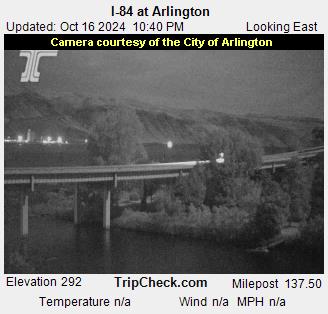 I-84 at Arlington
Updated: Oct 16 2024 10:40 PM Looking East
Camera courtesy of the City of Arlington
Elevation 292 TripCheck.com Milepost 137.50
Temperature n/a Wind n/a MPH n/a